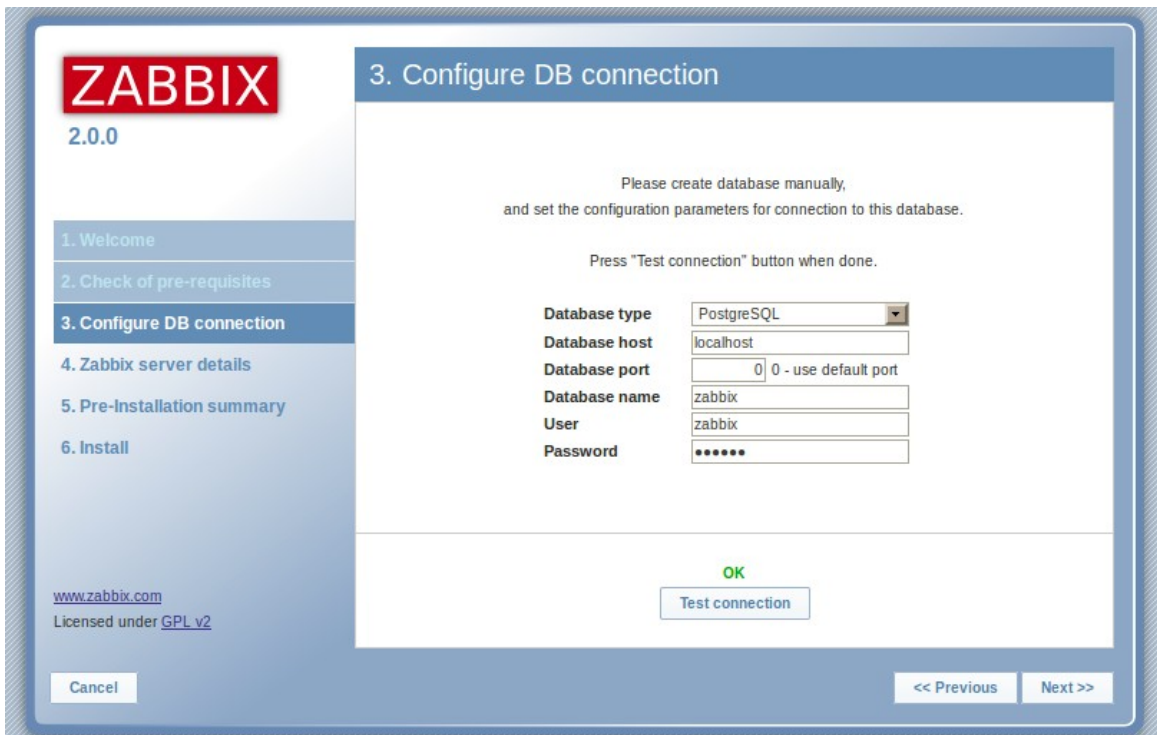 ZABBIX
2.0.0
1. Welcome
2. Check of pre-requisites
3. Configure DB connection
4. Zabbix server details
5. Pre-Installation summary
6. Install
www.zabbix.com
Licensed under GPL v2
3. Configure DB connection
Please create database manually,
and set the configuration parameters for connection to this database.
Press "Test connection" button when done.
Database type PostgreSQL
Database host localhost
Database port 0 0 - use default port
Database name zabbix
User zabbix
Password ••••••
OK
Test connection
Cancel << Previous Next >>